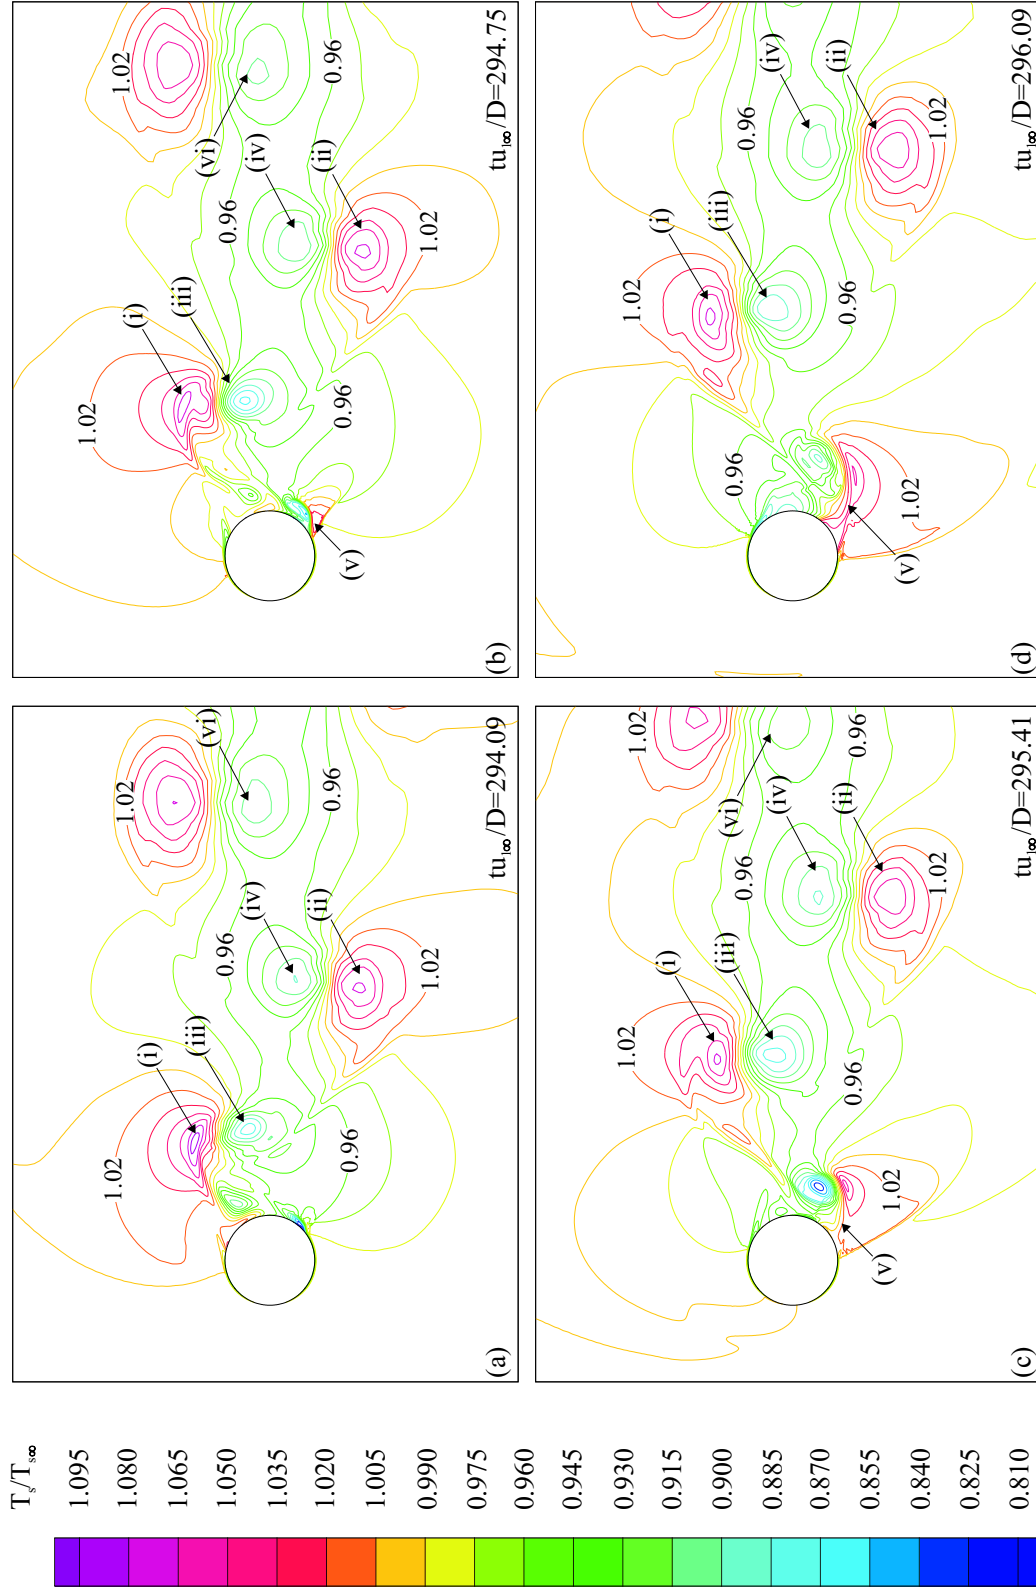 T_s/T_s∞
1.095
1.080
1.065
1.050
1.035
1.020
1.005
0.990
0.975
0.960
0.945
0.930
0.915
0.900
0.885
0.870
0.855
0.840
0.825
0.810
1.02
(i)
(iii)
0.96
(iv)
(ii)
1.02
1.02
(vi)
0.96
0.96
(a)
tu_1∞/D=294.09
1.02
(i)
(iii)
0.96
(vi)
(iv)
(ii)
1.02
1.02
0.96
0.96
(v)
(b)
tu_1∞/D=294.75
1.02
(i)
(iii)
0.96
(vi)
(iv)
(ii)
1.02
0.96
0.96
1.02
1.02
(v)
(c)
tu_1∞/D=295.41
0.96
1.02
(i)
(iii)
0.96
(iv)
(ii)
1.02
0.96
1.02
(v)
(d)
tu_1∞/D=296.09